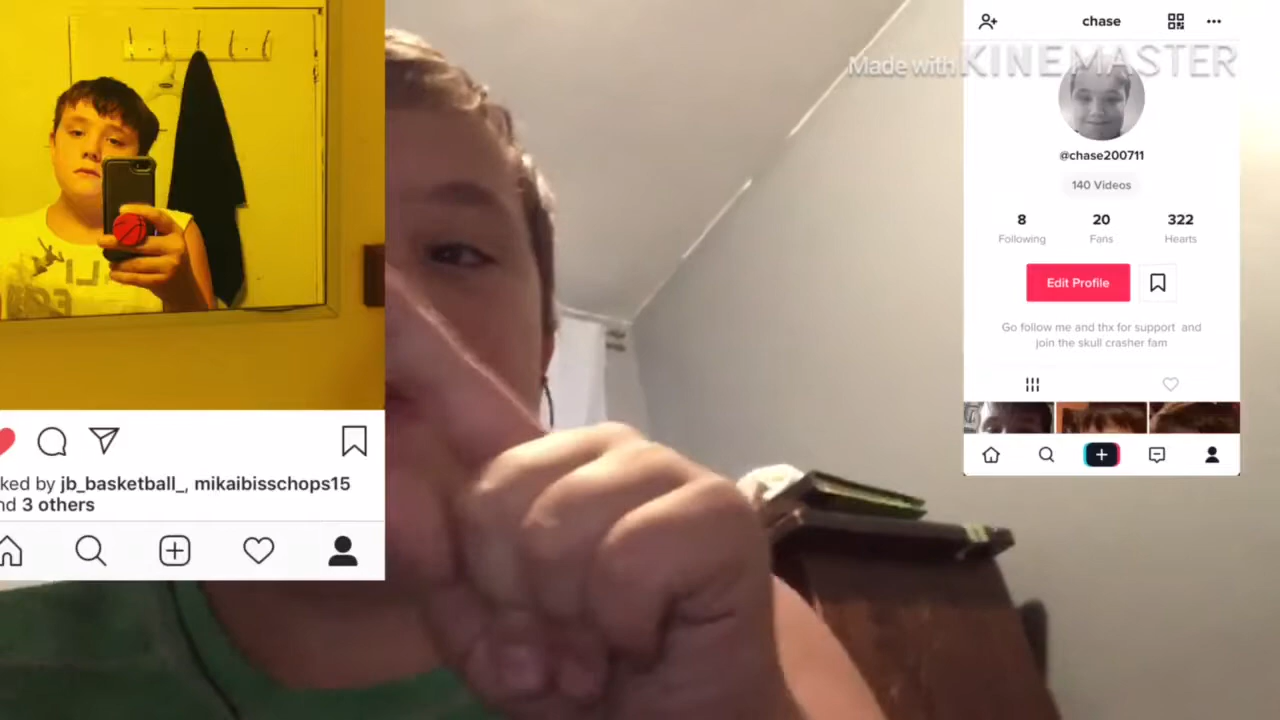 ked by jb_basketball_, mikaibisschops15
nd 3 others
Made with KINEMASTER
chase
@chase200711
140 Videos
8 20 322
Following Fans Hearts
Edit Profile
Go follow me and thx for support and
join the skull crasher fam